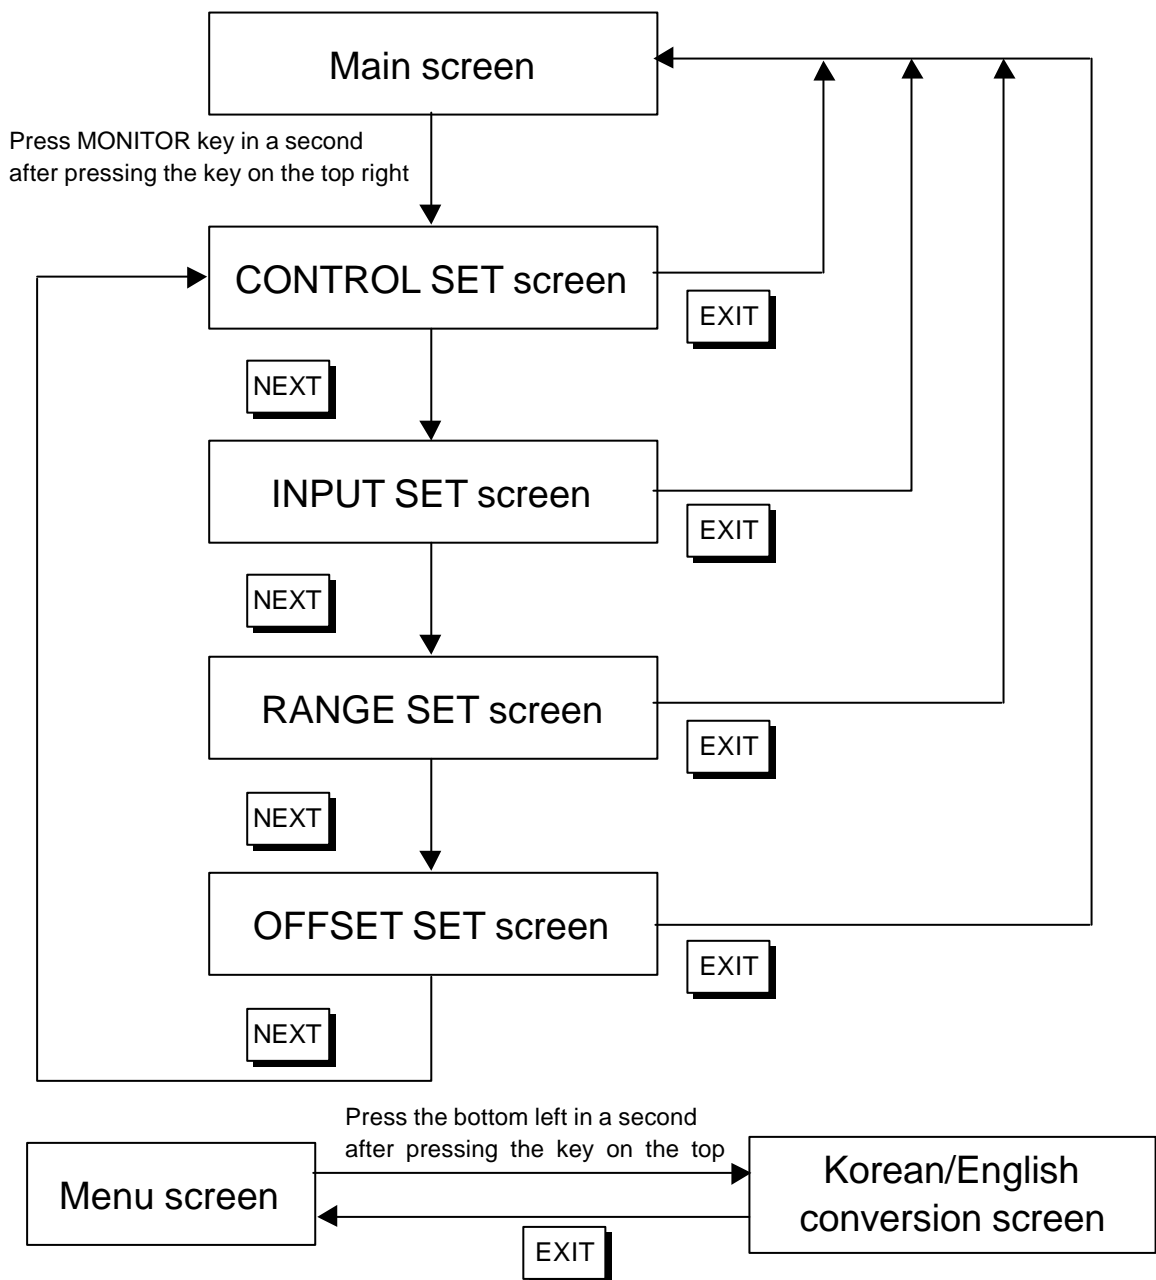 Main screen
Press MONITOR key in a second
after pressing the key on the top right
CONTROL SET screen
EXIT
NEXT
INPUT SET screen
EXIT
NEXT
RANGE SET screen
EXIT
NEXT
OFFSET SET screen
EXIT
NEXT
Press the bottom left in a second
after pressing the key on the top
Menu screen
Korean/English
conversion screen
EXIT